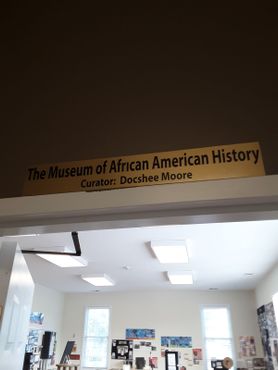 The Museum of African American History
Curator: Docshee Moore